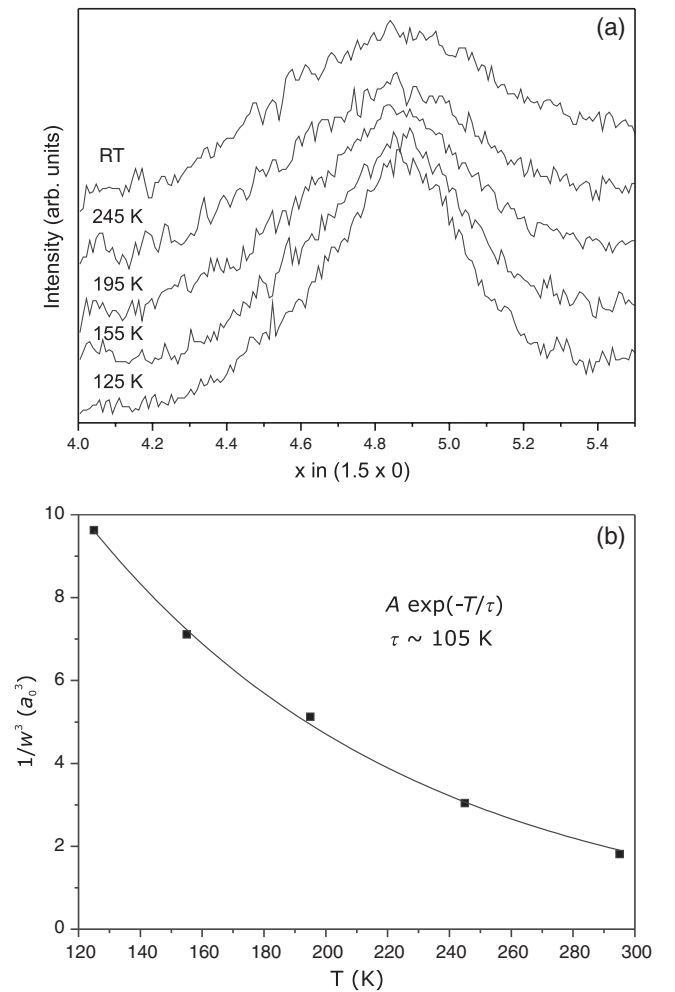 (a)
Intensity (arb. units)
RT
245 K
195 K
155 K
125 K
4.0 4.2 4.4 4.6 4.8 5.0 5.2 5.4
x in (1.5 x 0)
(b)
1/w³ (a₀³)
A exp(-T/τ)
τ ~ 105 K
10
8
6
4
2
0
120 140 160 180 200 220 240 260 280 300
T (K)